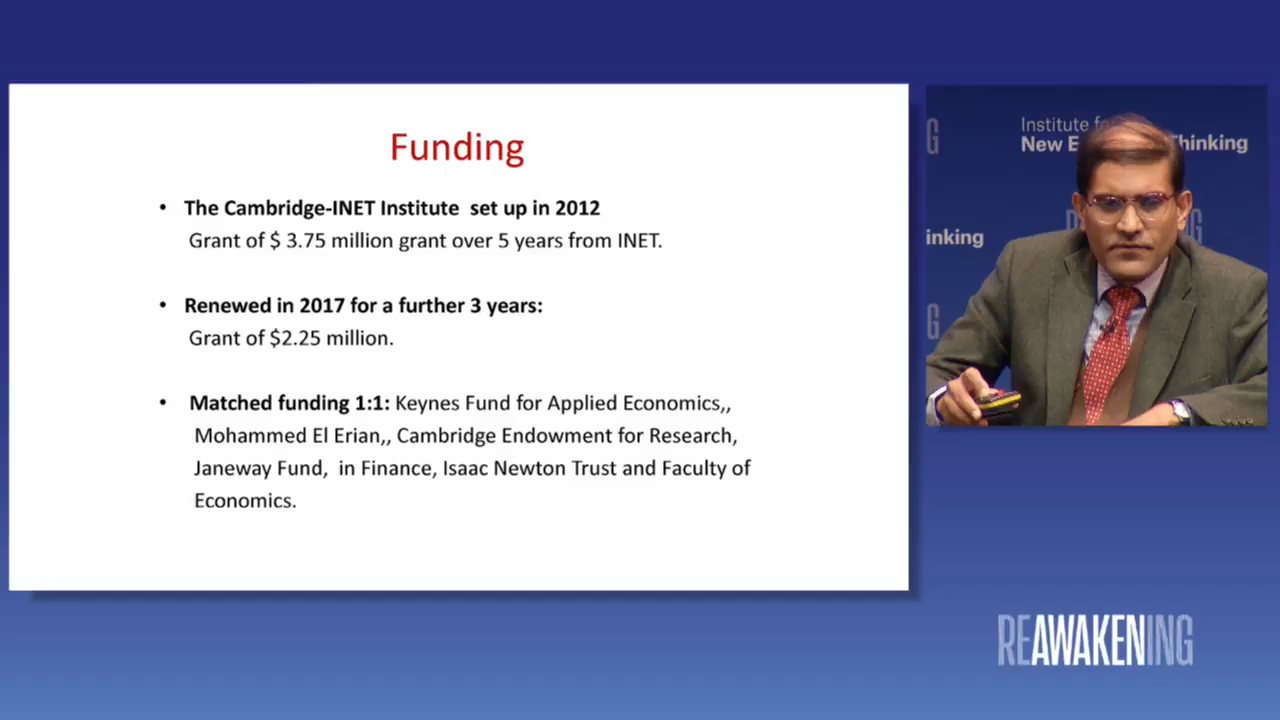 Funding
• The Cambridge-INET Institute  set up in 2012
Grant of $ 3.75 million grant over 5 years from INET.
• Renewed in 2017 for a further 3 years:
Grant of $2.25 million.
• Matched funding 1:1: Keynes Fund for Applied Economics,,
Mohammed El Erian,, Cambridge Endowment for Research,
Janeway Fund,  in Finance, Isaac Newton Trust and Faculty of
Economics.
Institute
New Thinking
inking
REAWAKENING